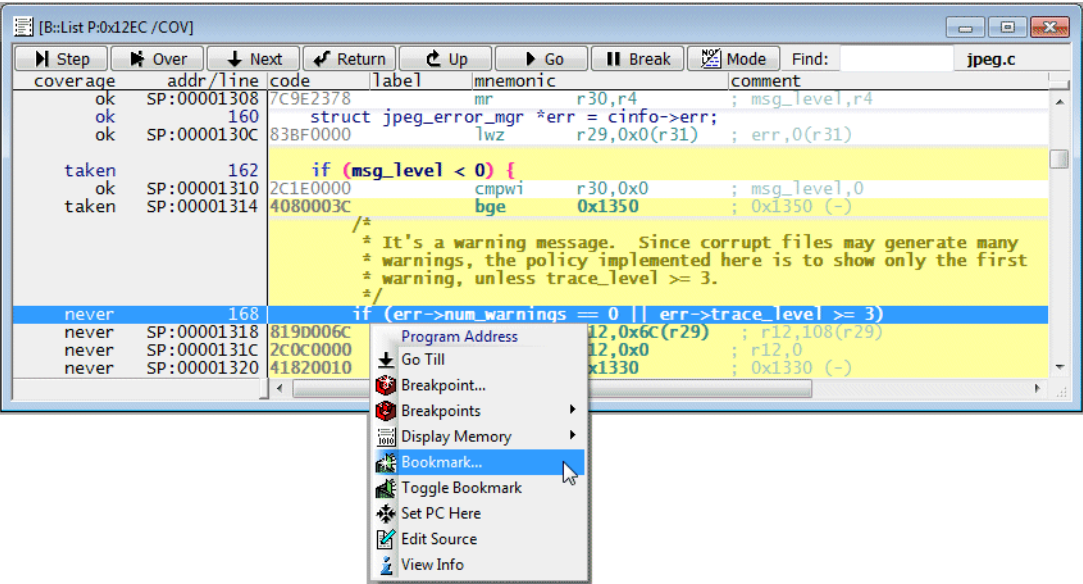 [B::List P:0x12EC /COV]
Step Over Next Return Up Go Break Mode Find: jpeg.c
coverage addr/line code label mnemonic comment
ok SP:00001308 7C9E2378 mr r30,r4 ; msg_level,r4
ok 160 struct jpeg_error_mgr *err = cinfo->err;
ok SP:0000130C 83BF0000 lwz r29,0x0(r31) ; err,0(r31)
taken 162 if (msg_level < 0) {
ok SP:00001310 2C1E0000 cmpwi r30,0x0 ; msg_level,0
taken SP:00001314 4080003C bge 0x1350 ; 0x1350 (-)
/*
* It's a warning message. Since corrupt files may generate many
* warnings, the policy implemented here is to show only the first
* warning, unless trace_level >= 3.
*/
never 168 if (err->num_warnings == 0 || err->trace_level >= 3)
never SP:00001318 819D006C 12,0x6C(r29) ; r12,108(r29)
never SP:0000131C 2C0C0000 12,0x0 ; r12,0
never SP:00001320 41820010 x1330 ; 0x1330 (-)
Program Address
Go Till
Breakpoint...
Breakpoints
Display Memory
Bookmark...
Toggle Bookmark
Set PC Here
Edit Source
View Info